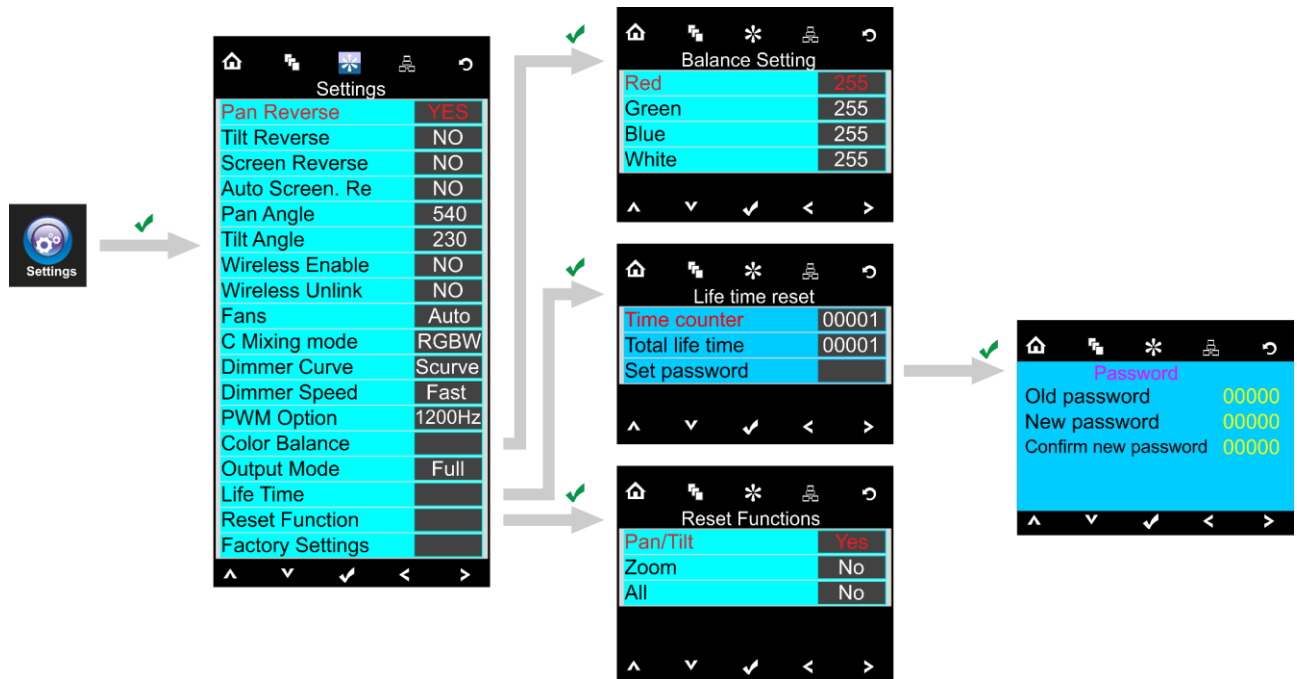 Settings
Settings
Pan Reverse YES
Tilt Reverse NO
Screen Reverse NO
Auto Screen. Re NO
Pan Angle 540
Tilt Angle 230
Wireless Enable NO
Wireless Unlink NO
Fans Auto
C Mixing mode RGBW
Dimmer Curve Scurve
Dimmer Speed Fast
PWM Option 1200Hz
Color Balance
Output Mode Full
Life Time
Reset Function
Factory Settings
Balance Setting
Red 255
Green 255
Blue 255
White 255
Life time reset
Time counter 00001
Total life time 00001
Set password
Reset Functions
Pan/Tilt Yes
Zoom No
All No
Password
Old password 00000
New password 00000
Confirm new password 00000